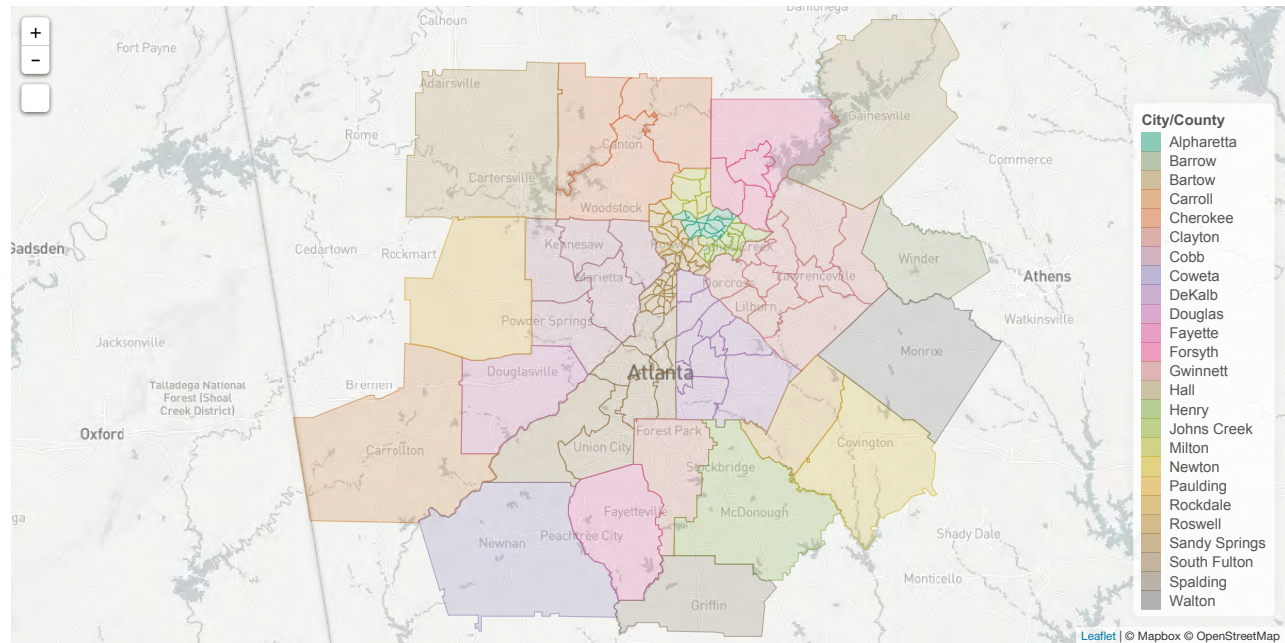 +
−
Dahlonega
Calhoun
Fort Payne
Adairsville
Gainesville
Rome
Canton
Commerce
Cartersville
Woodstock
Gadsden
Cedartown
Rockmart
Kennesaw
Roswell
Winder
Marietta
Norcross
Lawrenceville
Athens
Lilburn
Powder Springs
Watkinsville
Jacksonville
Monroe
Atlanta
Douglasville
Bremen
Talladega National
Forest (Shoal
Creek District)
Oxford
Forest Park
Carrollton
Union City
Covington
Stockbridge
Fayetteville
McDonough
Peachtree City
Newnan
Shady Dale
Monticello
Griffin
City/County
Alpharetta
Barrow
Bartow
Carroll
Cherokee
Clayton
Cobb
Coweta
DeKalb
Douglas
Fayette
Forsyth
Gwinnett
Hall
Henry
Johns Creek
Milton
Newton
Paulding
Rockdale
Roswell
Sandy Springs
South Fulton
Spalding
Walton
Leaflet | © Mapbox © OpenStreetMap